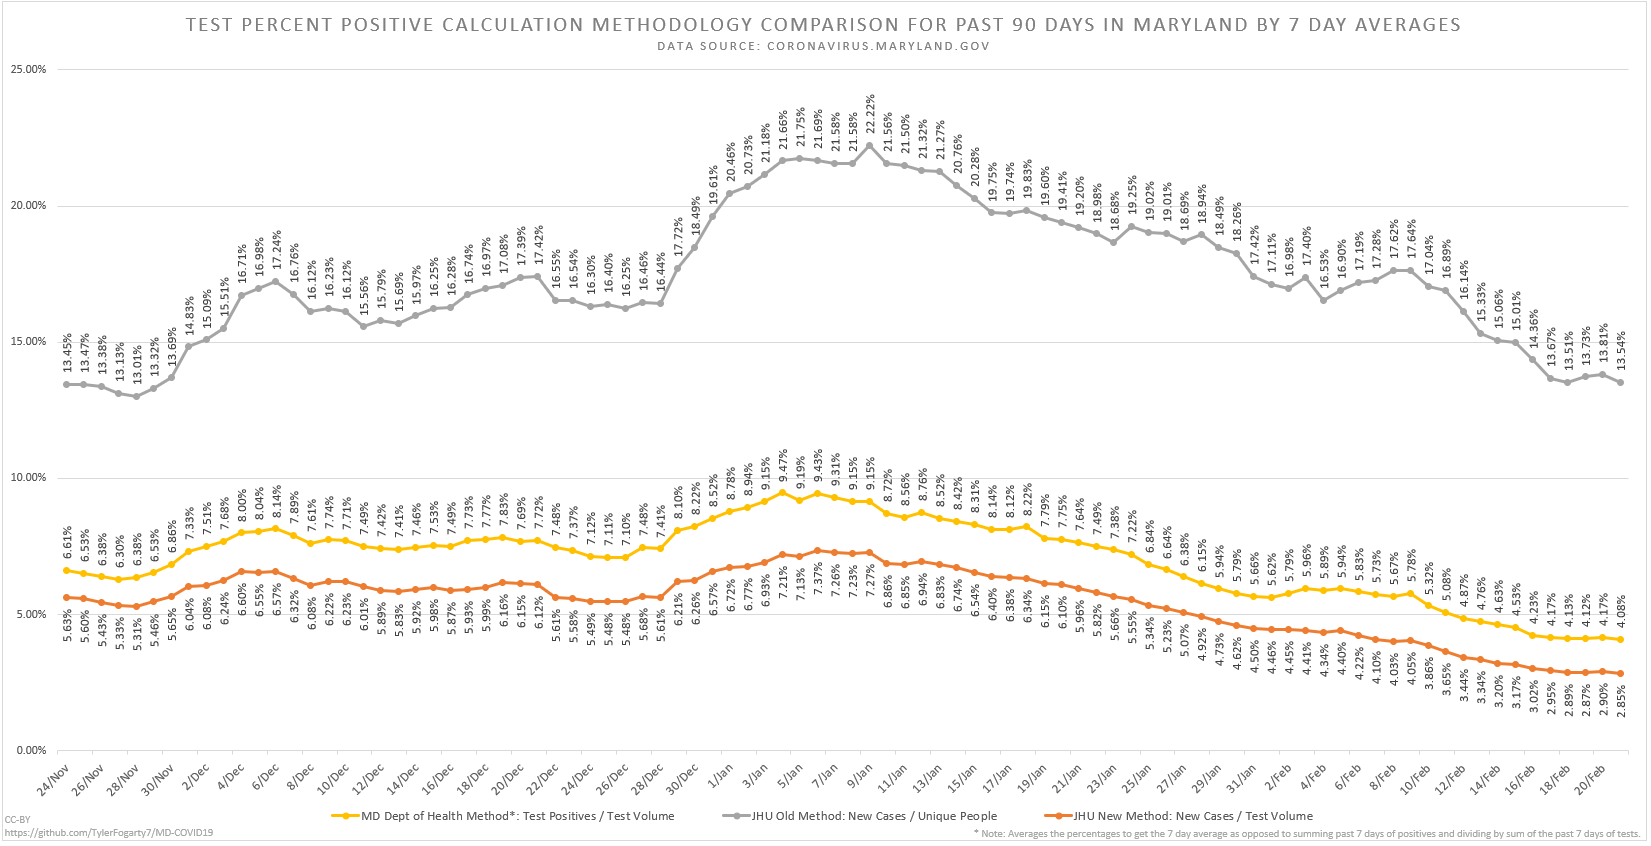 TEST PERCENT POSITIVE CALCULATION METHODOLOGY COMPARISON FOR PAST 90 DAYS IN MARYLAND BY 7 DAY AVERAGES
DATA SOURCE: CORONAVIRUS.MARYLAND.GOV
25.00%
20.00%
15.00%
10.00%
5.00%
0.00%
13.45% 13.47% 13.38% 13.13% 13.01% 13.32% 13.69% 14.83% 15.09% 15.51% 16.71% 16.98% 17.24% 16.76% 16.12% 16.23% 16.12% 15.56% 15.79% 15.69% 15.97% 16.25% 16.28% 16.74% 16.97% 17.08% 17.39% 17.42% 16.55% 16.54% 16.30% 16.40% 16.25% 16.46% 16.44% 17.72% 18.49% 19.61% 20.46% 20.73% 21.18% 21.66% 21.75% 21.69% 21.58% 21.58% 22.22% 21.56% 21.50% 21.32% 21.27% 20.76% 20.28% 19.75% 19.74% 19.83% 19.60% 19.41% 19.20% 18.98% 18.68% 19.25% 19.02% 19.01% 18.69% 18.94% 18.49% 18.26% 17.42% 17.11% 16.98% 17.40% 16.53% 16.90% 17.19% 17.28% 17.62% 17.64% 17.04% 16.89% 16.14% 15.33% 15.06% 15.01% 14.36% 13.67% 13.51% 13.73% 13.81% 13.54%
6.61% 6.53% 6.38% 6.30% 6.38% 6.53% 6.86% 7.33% 7.51% 7.68% 8.00% 8.04% 8.14% 7.89% 7.61% 7.74% 7.71% 7.49% 7.42% 7.41% 7.46% 7.53% 7.49% 7.73% 7.77% 7.83% 7.69% 7.72% 7.48% 7.37% 7.12% 7.11% 7.10% 7.48% 7.41% 8.10% 8.22% 8.52% 8.78% 8.94% 9.15% 9.47% 9.19% 9.43% 9.31% 9.15% 9.15% 8.72% 8.56% 8.76% 8.52% 8.42% 8.31% 8.14% 8.12% 8.22% 7.79% 7.75% 7.64% 7.49% 7.38% 7.22% 6.84% 6.64% 6.38% 6.15% 5.94% 5.79% 5.66% 5.62% 5.79% 5.96% 5.89% 5.94% 5.83% 5.73% 5.67% 5.78% 5.32% 5.08% 4.87% 4.76% 4.63% 4.53% 4.23% 4.17% 4.13% 4.12% 4.17% 4.08%
5.63% 5.60% 5.43% 5.33% 5.31% 5.46% 5.65% 6.04% 6.08% 6.24% 6.60% 6.55% 6.57% 6.32% 6.08% 6.22% 6.23% 6.01% 5.89% 5.83% 5.92% 5.98% 5.87% 5.93% 5.99% 6.16% 6.15% 6.12% 5.61% 5.58% 5.49% 5.48% 5.48% 5.68% 5.61% 6.21% 6.26% 6.57% 6.72% 6.77% 6.93% 7.21% 7.13% 7.37% 7.26% 7.23% 7.27% 6.86% 6.85% 6.94% 6.83% 6.74% 6.54% 6.40% 6.38% 6.34% 6.15% 6.10% 5.96% 5.82% 5.66% 5.55% 5.34% 5.23% 5.07% 4.92% 4.73% 4.62% 4.50% 4.46% 4.45% 4.41% 4.34% 4.40% 4.22% 4.10% 4.03% 4.05% 3.86% 3.65% 3.44% 3.34% 3.20% 3.17% 3.02% 2.95% 2.89% 2.87% 2.90% 2.85%
24/Nov 26/Nov 28/Nov 30/Nov 2/Dec 4/Dec 6/Dec 8/Dec 10/Dec 12/Dec 14/Dec 16/Dec 18/Dec 20/Dec 22/Dec 24/Dec 26/Dec 28/Dec 30/Dec 1/Jan 3/Jan 5/Jan 7/Jan 9/Jan 11/Jan 13/Jan 15/Jan 17/Jan 19/Jan 21/Jan 23/Jan 25/Jan 27/Jan 29/Jan 31/Jan 2/Feb 4/Feb 6/Feb 8/Feb 10/Feb 12/Feb 14/Feb 16/Feb 18/Feb 20/Feb
MD Dept of Health Method*: Test Positives / Test Volume JHU Old Method: New Cases / Unique People JHU New Method: New Cases / Test Volume
CC-BY
https://github.com/TylerFogarty7/MD-COVID19
* Note: Averages the percentages to get the 7 day average as opposed to summing past 7 days of positives and dividing by sum of the past 7 days of tests.